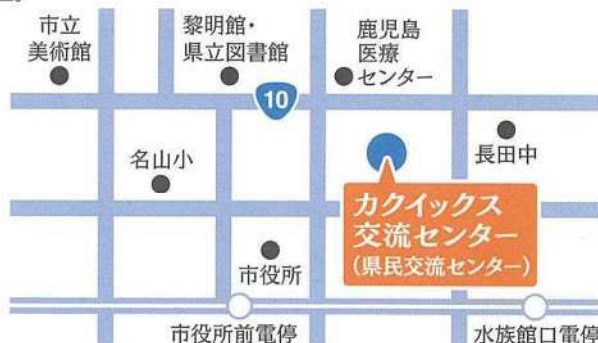 市立
美術館
黎明館・
県立図書館
鹿児島
医療
センター
10
名山小
長田中
カクイックス
交流センター
(県民交流センター)
市役所
市役所前電停
水族館口電停